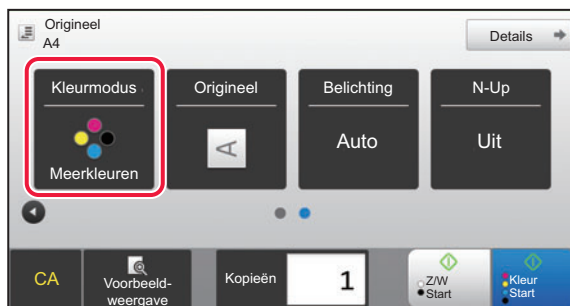 Origineel
A4
Details
Kleurmodus
Meerkleuren
Origineel
A
Belichting
Auto
N-Up
Uit
CA
Voorbeeld-
weergave
Kopieën
1
Z/W
Start
Kleur
Start